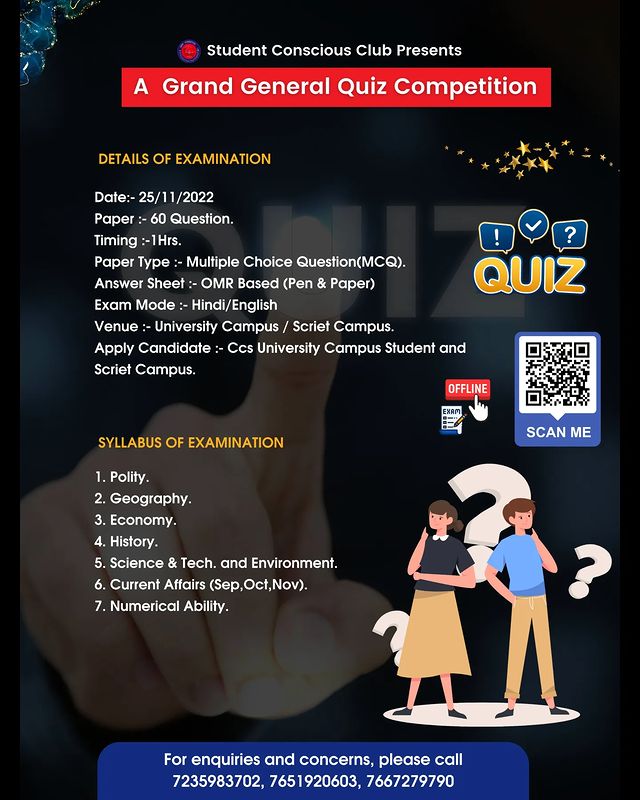 Student Conscious Club Presents
A Grand General Quiz Competition
DETAILS OF EXAMINATION
Date:- 25/11/2022
Paper :- 60 Question.
Timing :-1Hrs.
Paper Type :- Multiple Choice Question(MCQ).
Answer Sheet :- OMR Based (Pen & Paper)
Exam Mode :- Hindi/English
Venue :- University Campus / Scriet Campus.
Apply Candidate :- Ccs University Campus Student and
Scriet Campus.
QUIZ
! ?
QUIZ
OFFLINE
EXAM
SCAN ME
SYLLABUS OF EXAMINATION
1. Polity.
2. Geography.
3. Economy.
4. History.
5. Science & Tech. and Environment.
6. Current Affairs (Sep,Oct,Nov).
7. Numerical Ability.
? ? ?
For enquiries and concerns, please call
7235983702, 7651920603, 7667279790